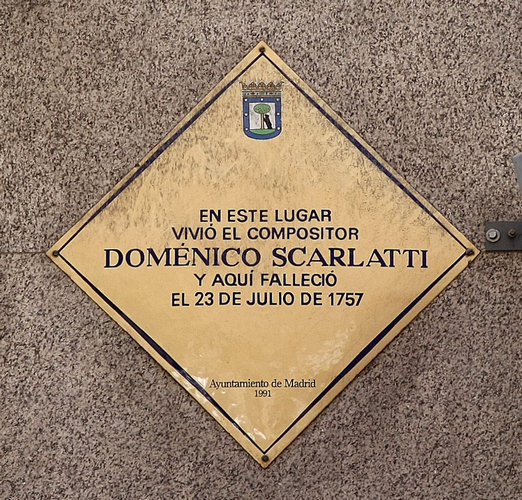 EN ESTE LUGAR
VIVIÓ EL COMPOSITOR
DOMÉNICO SCARLATTI
Y AQUÍ FALLECIÓ
EL 23 DE JULIO DE 1757
Ayuntamiento de Madrid
1991